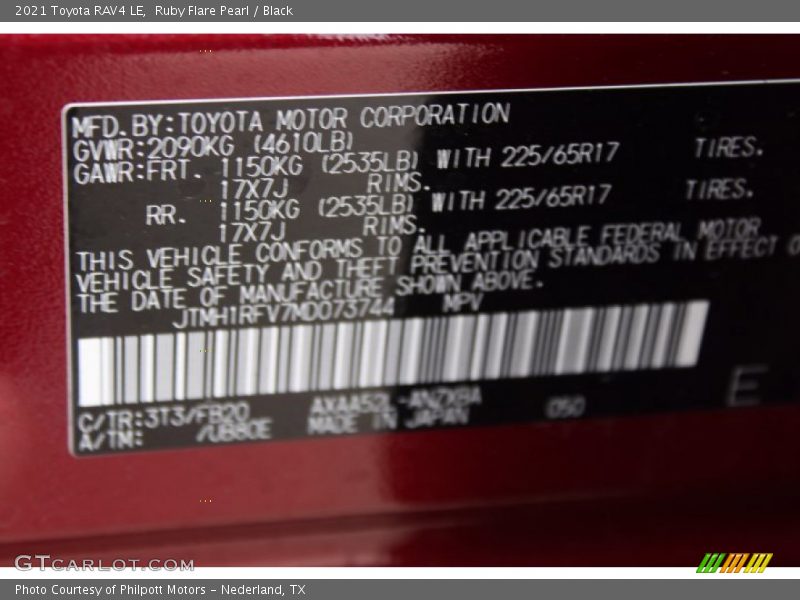 2021 Toyota RAV4 LE, Ruby Flare Pearl / Black
MFD.BY:TOYOTA MOTOR CORPORATION
GVWR:2090KG (4610LB)
GAWR:FRT. 1150KG (2535LB) WITH 225/65R17 TIRES.
17X7J RIMS.
RR. 1150KG (2535LB) WITH 225/65R17 TIRES.
17X7J RIMS.
THIS VEHICLE CONFORMS TO ALL APPLICABLE FEDERAL MOTOR
VEHICLE SAFETY AND THEFT PREVENTION STANDARDS IN EFFECT
THE DATE OF MANUFACTURE SHOWN ABOVE.
JTMH1RFV7MD073744 MPV
C/TR:3T3/FB20 AXAA52L-ANZXBA 050
A/TM: /UB80E MADE IN JAPAN
E
GTCARLOT.COM
Photo Courtesy of Philpott Motors - Nederland, TX